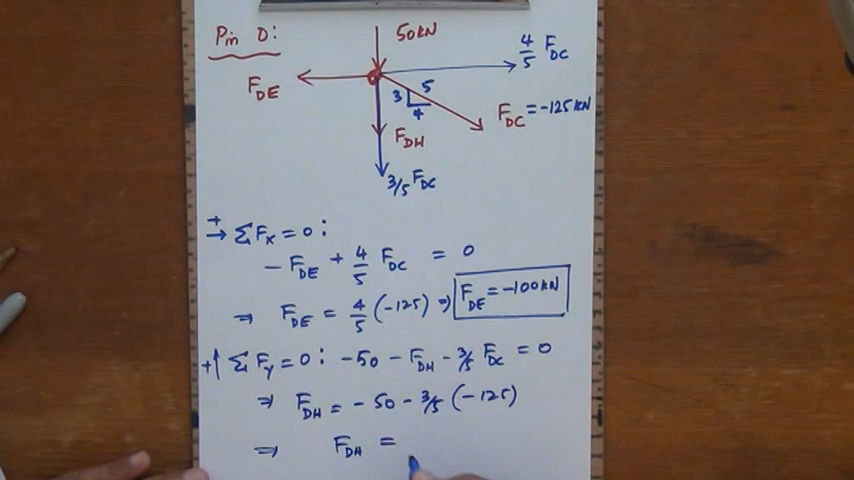 Pin D:
50KN
4/5 F_DC
F_DE
5
3
4
F_DC = -125 KN
F_DH
3/5 F_DC
+→ ΣF_x = 0 :
- F_DE + 4/5 F_DC = 0
⇒ F_DE = 4/5 (-125) ⇒ F_DE = -100KN
+↑ ΣF_y = 0 : -50 - F_DH - 3/5 F_DC = 0
⇒ F_DH = - 50 - 3/5 (-125)
⇒ F_DH =